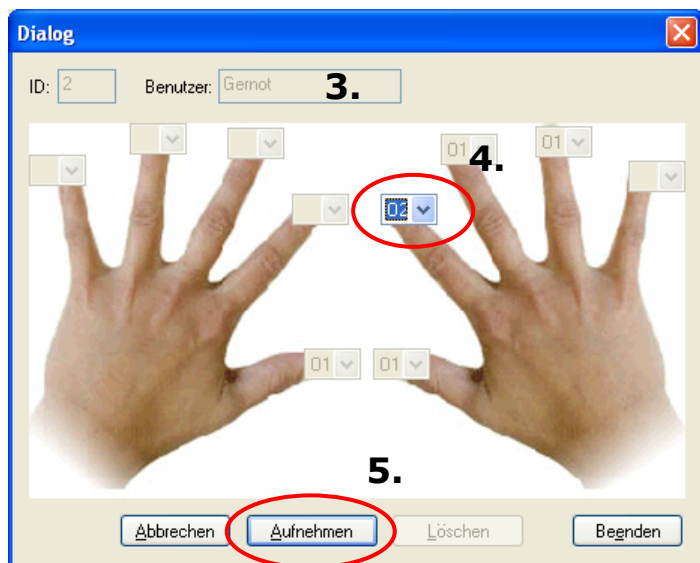 Dialog
ID: 2 Benutzer: Gernot 3.
01 4. 01
02
01 01
5.
Abbrechen Aufnehmen Löschen Beenden